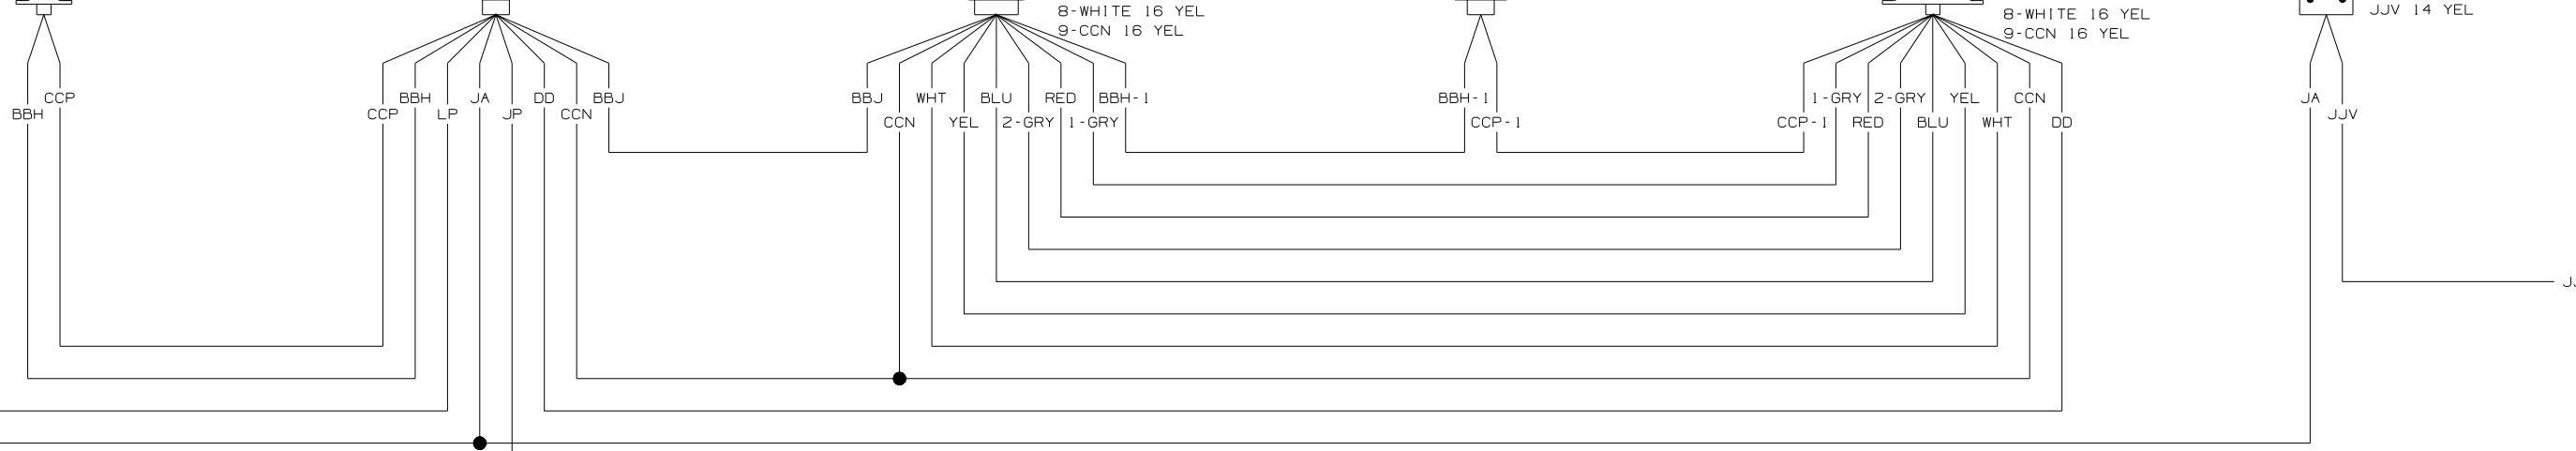 8-WHITE 16 YEL
9-CCN 16 YEL
8-WHITE 16 YEL
9-CCN 16 YEL
JJV 14 YEL
BBH
CCP
CCP
BBH
LP
JA
JP
DD
CCN
BBJ
BBJ
CCN
WHT
YEL
BLU
2-GRY
RED
1-GRY
BBH-1
BBH-1
CCP-1
CCP-1
1-GRY
RED
2-GRY
BLU
YEL
WHT
CCN
DD
JA
JJV